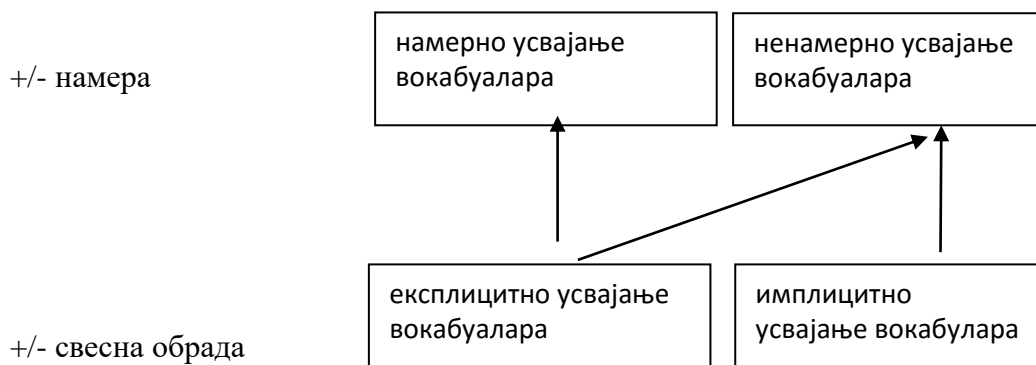 намерно усвајање
вокабуалара
ненамерно усвајање
вокабуалара
+/- намера
експлицитно усвајање
вокабуалара
имплицитно
усвајање вокабулара
+/- свесна обрада